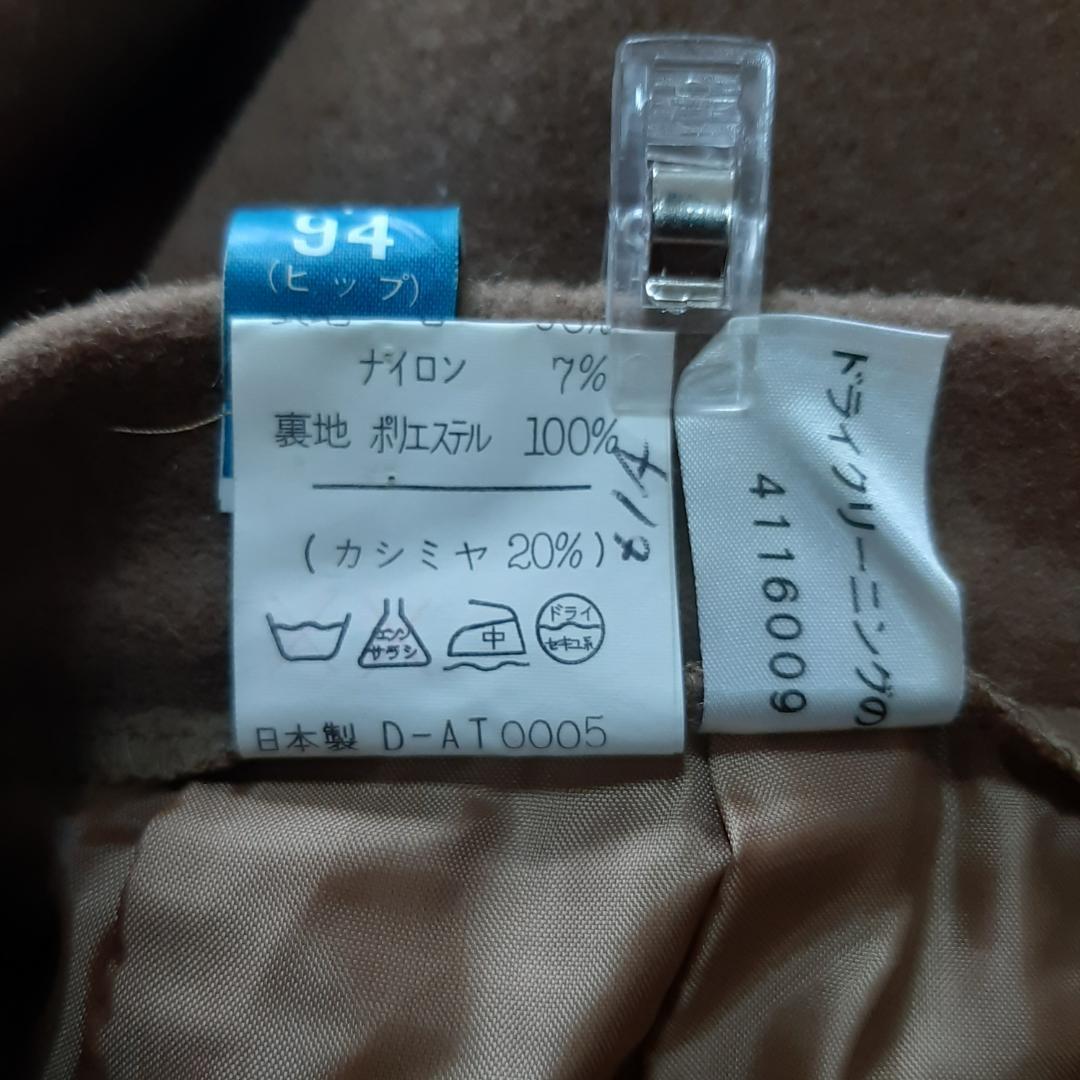 94
(ヒップ)
ナイロン 7%
裏地 ポリエステル 100%
(カシミヤ 20%)
エンソ
サラシ
中
ドライ
セキユ系
日本製 D-AT0005
ドライクリーニングの
4116009